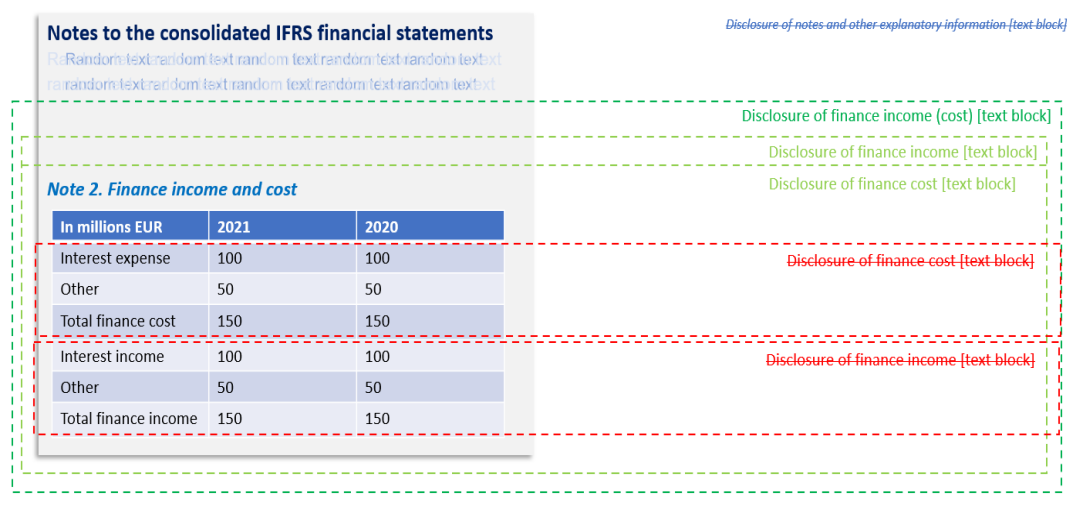 Notes to the consolidated IFRS financial statements
Disclosure of notes and other explanatory information [text block]
Random text random text random text random text random text
random text random text random text random text random text
Disclosure of finance income (cost) [text block]
Disclosure of finance income [text block]
Disclosure of finance cost [text block]
Note 2. Finance income and cost
In millions EUR 2021 2020
Interest expense 100 100
Disclosure of finance cost [text block]
Other 50 50
Total finance cost 150 150
Interest income 100 100
Disclosure of finance income [text block]
Other 50 50
Total finance income 150 150